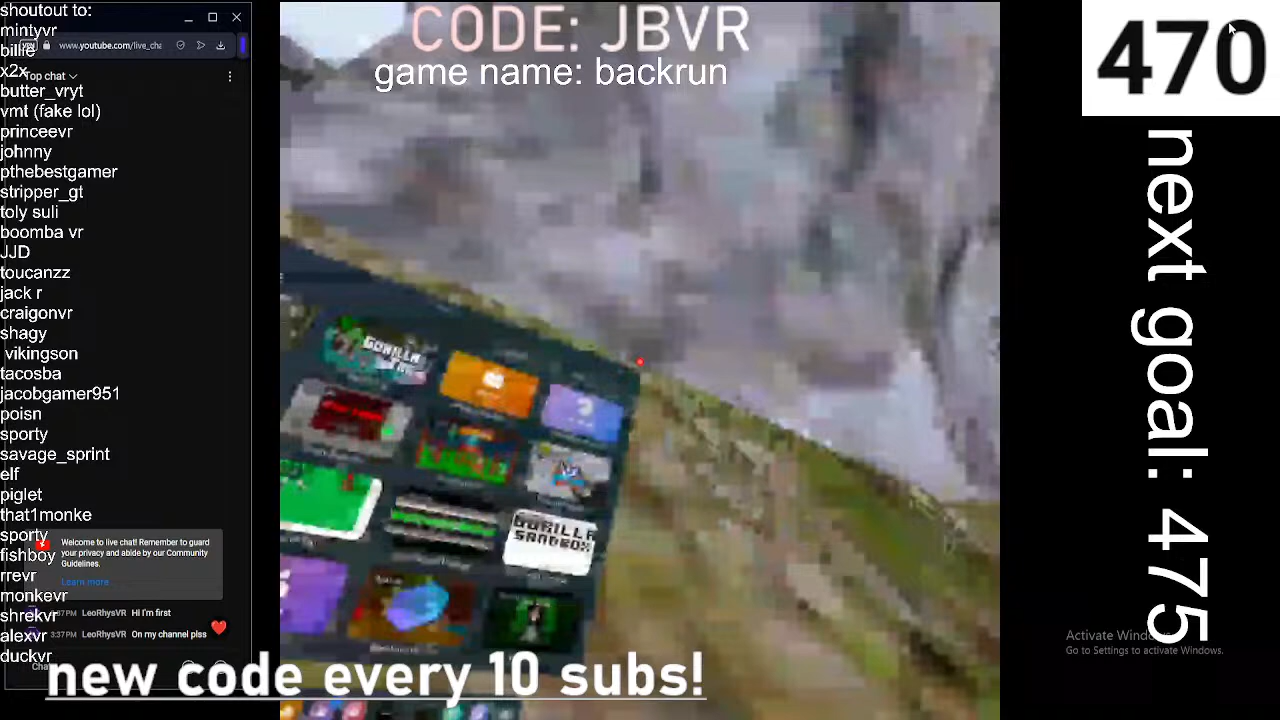 shoutout to:
mintyvr
billie
x2x
butter_vryt
vmt (fake lol)
princeevr
johnny
pthebestgamer
stripper_gt
toly suli
boomba vr
JJD
toucanzz
jack r
craigonvr
shagy
vikingson
tacosba
jacobgamer951
poisn
sporty
savage_sprint
elf
piglet
that1monke
sporty
fishboy
rrevr
monkevr
shrekvr
alexvr
duckyr
www.youtube.com/live_cha
Top chat
Welcome to live chat! Remember to guard
your privacy and abide by our Community
Guidelines.
Learn more
LeoRhysVR HI I'm first
3:37PM LeoRhysVR On my channel plss
CODE: JBVR
game name: backrun
GORILLA
GORILLA
SANDBOX
new code every 10 subs!
470
next goal: 475
Activate Windows
Go to Settings to activate Windows.